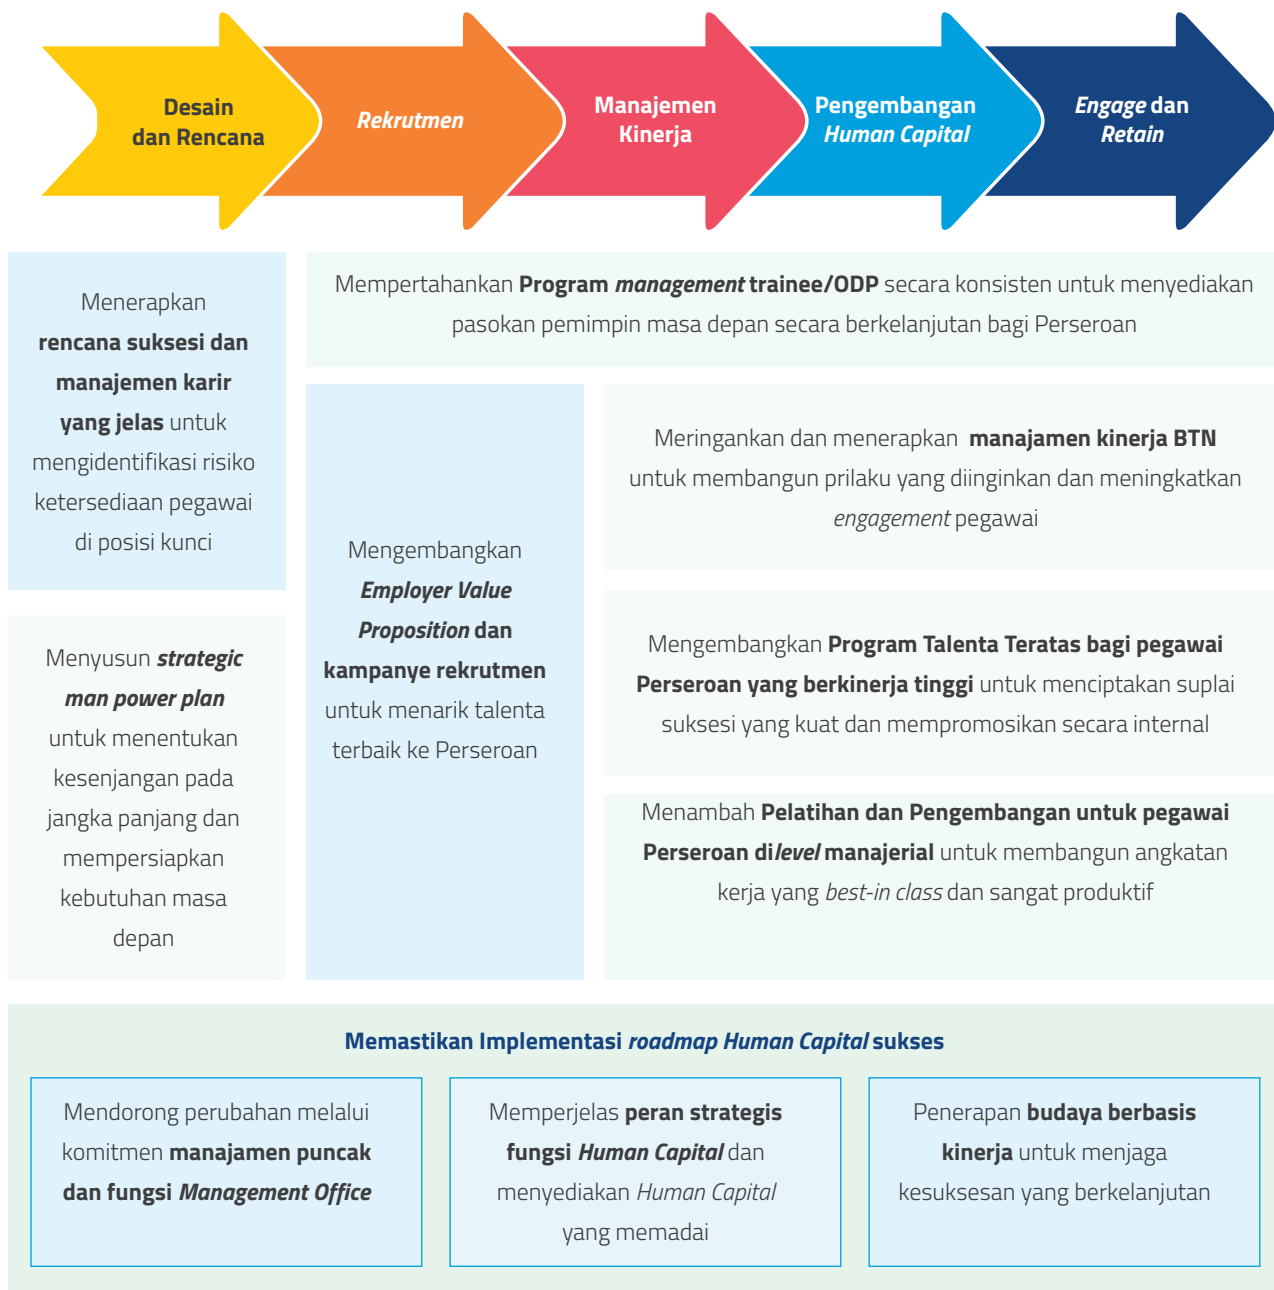 Desain
dan Rencana
Rekrutmen
Manajemen
Kinerja
Pengembangan
Human Capital
Engage dan
Retain
Menerapkan
rencana suksesi dan
manajemen karir
yang jelas untuk
mengidentifikasi risiko
ketersediaan pegawai
di posisi kunci
Menyusun strategic
man power plan
untuk menentukan
kesenjangan pada
jangka panjang dan
mempersiapkan
kebutuhan masa
depan
Mempertahankan Program management trainee/ODP secara konsisten untuk menyediakan
pasokan pemimpin masa depan secara berkelanjutan bagi Perseroan
Mengembangkan
Employer Value
Proposition dan
kampanye rekrutmen
untuk menarik talenta
terbaik ke Perseroan
Meringankan dan menerapkan manajamen kinerja BTN
untuk membangun prilaku yang diinginkan dan meningkatkan
engagement pegawai
Mengembangkan Program Talenta Teratas bagi pegawai
Perseroan yang berkinerja tinggi untuk menciptakan suplai
suksesi yang kuat dan mempromosikan secara internal
Menambah Pelatihan dan Pengembangan untuk pegawai
Perseroan dilevel manajerial untuk membangun angkatan
kerja yang best-in class dan sangat produktif
Memastikan Implementasi roadmap Human Capital sukses
Mendorong perubahan melalui
komitmen manajamen puncak
dan fungsi Management Office
Memperjelas peran strategis
fungsi Human Capital dan
menyediakan Human Capital
yang memadai
Penerapan budaya berbasis
kinerja untuk menjaga
kesuksesan yang berkelanjutan